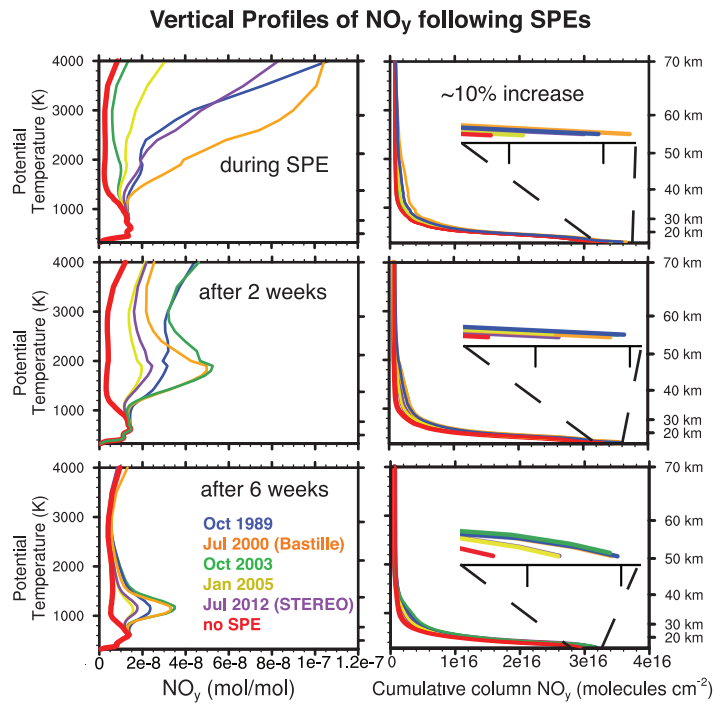 Vertical Profiles of NOy following SPEs
4000
3000
2000
1000
Potential
Temperature (K)
during SPE
~10% increase
70 km
60 km
50 km
40 km
30 km
20 km
4000
3000
2000
1000
Potential
Temperature (K)
after 2 weeks
70 km
60 km
50 km
40 km
30 km
20 km
4000
3000
2000
1000
Potential
Temperature (K)
after 6 weeks
Oct 1989
Jul 2000 (Bastille)
Oct 2003
Jan 2005
Jul 2012 (STEREO)
no SPE
70 km
60 km
50 km
40 km
30 km
20 km
0 2e-8 4e-8 6e-8 8e-8 1e-7 1.2e-7
NOy (mol/mol)
0 1e16 2e16 3e16 4e16
Cumulative column NOy (molecules cm-2)